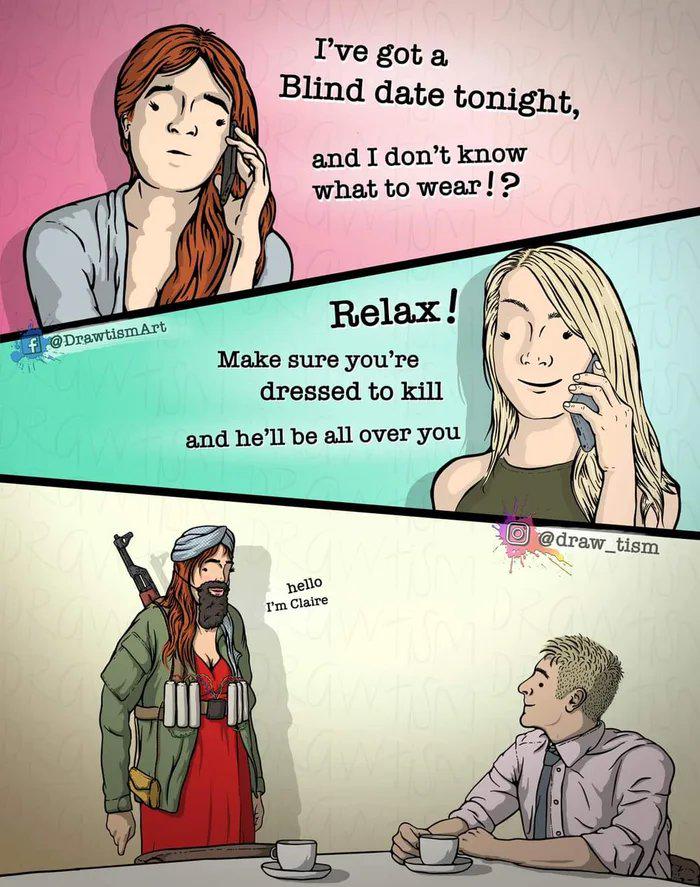 I've got a
Blind date tonight,
and I don't know
what to wear!?
Relax!
@DrawtismArt
Make sure you're
dressed to kill
and he'll be all over you
@draw_tism
hello
I'm Claire